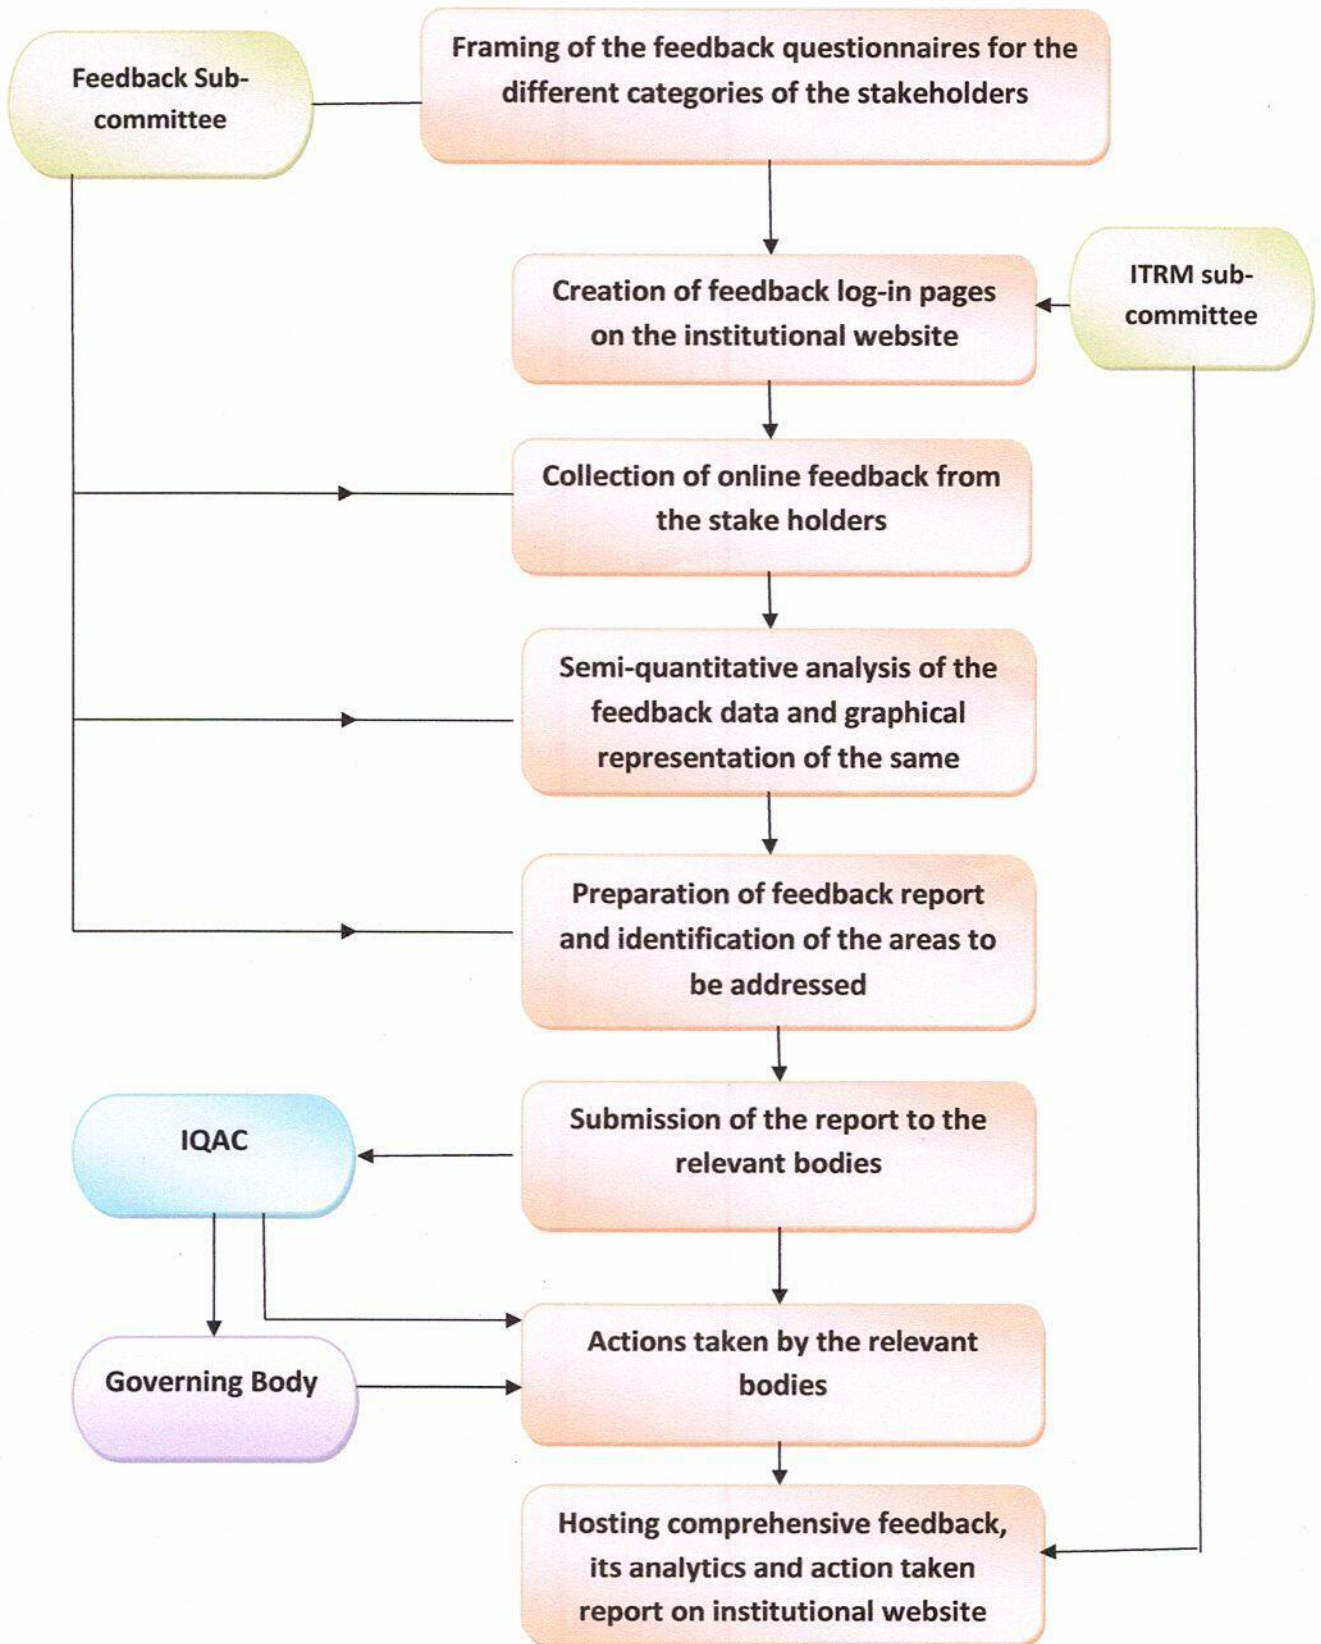 Framing of the feedback questionnaires for the
different categories of the stakeholders
Feedback Sub-
committee
Creation of feedback log-in pages
on the institutional website
ITRM sub-
committee
Collection of online feedback from
the stake holders
Semi-quantitative analysis of the
feedback data and graphical
representation of the same
Preparation of feedback report
and identification of the areas to
be addressed
Submission of the report to the
relevant bodies
IQAC
Actions taken by the relevant
bodies
Governing Body
Hosting comprehensive feedback,
its analytics and action taken
report on institutional website